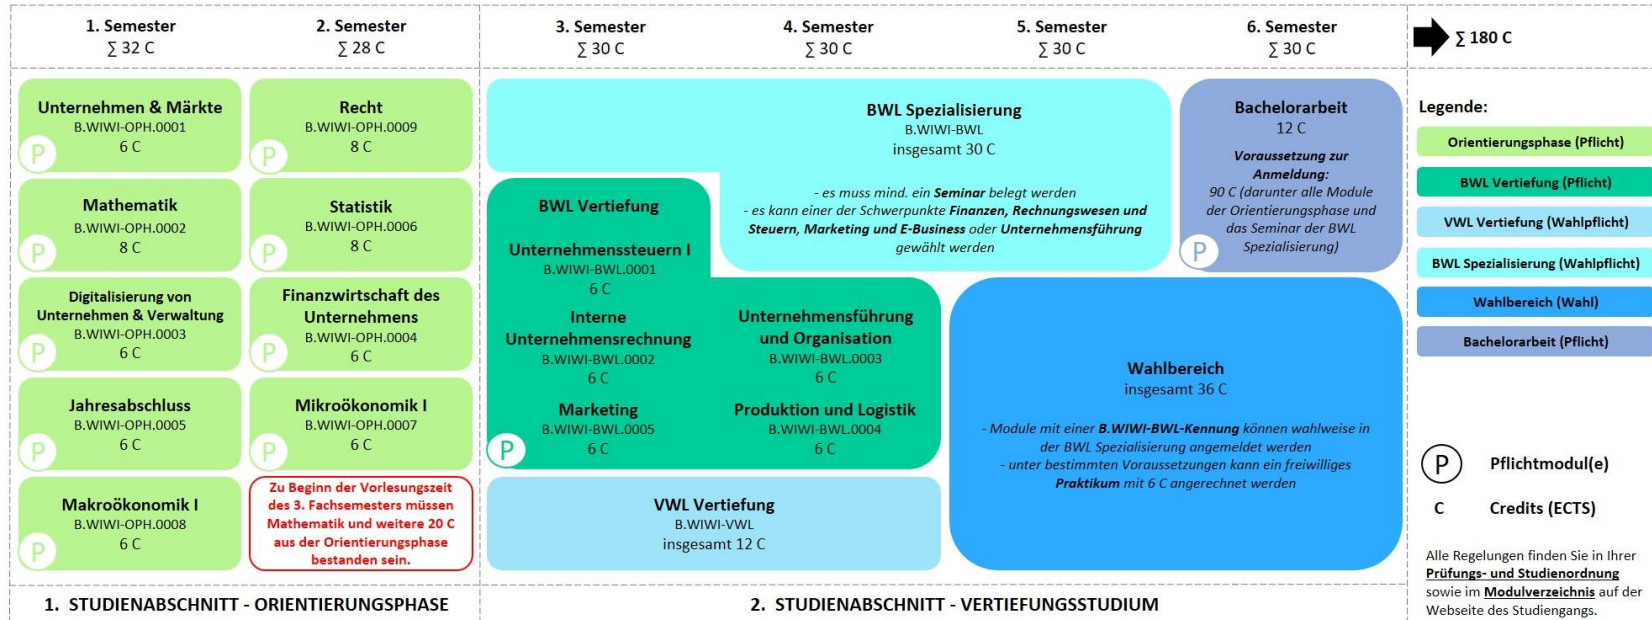 1. Semester
∑ 32 C
2. Semester
∑ 28 C
3. Semester
∑ 30 C
4. Semester
∑ 30 C
5. Semester
∑ 30 C
6. Semester
∑ 30 C
∑ 180 C
Unternehmen & Märkte
B.WIWI-OPH.0001
6 C
P
Mathematik
B.WIWI-OPH.0002
8 C
P
Digitalisierung von
Unternehmen & Verwaltung
B.WIWI-OPH.0003
6 C
P
Jahresabschluss
B.WIWI-OPH.0005
6 C
P
Makroökonomik I
B.WIWI-OPH.0008
6 C
P
Recht
B.WIWI-OPH.0009
8 C
P
Statistik
B.WIWI-OPH.0006
8 C
P
Finanzwirtschaft des
Unternehmens
B.WIWI-OPH.0004
6 C
P
Mikroökonomik I
B.WIWI-OPH.0007
6 C
P
Zu Beginn der Vorlesungszeit
des 3. Fachsemesters müssen
Mathematik und weitere 20 C
aus der Orientierungsphase
bestanden sein.
BWL Spezialisierung
B.WIWI-BWL
insgesamt 30 C
- es muss mind. ein Seminar belegt werden
- es kann einer der Schwerpunkte Finanzen, Rechnungswesen und
Steuern, Marketing und E-Business oder Unternehmensführung
gewählt werden
BWL Vertiefung
Unternehmenssteuern I
B.WIWI-BWL.0001
6 C
Interne
Unternehmensrechnung
B.WIWI-BWL.0002
6 C
Marketing
B.WIWI-BWL.0005
6 C
P
Unternehmensführung
und Organisation
B.WIWI-BWL.0003
6 C
Produktion und Logistik
B.WIWI-BWL.0004
6 C
VWL Vertiefung
B.WIWI-VWL
insgesamt 12 C
Bachelorarbeit
12 C
Voraussetzung zur
Anmeldung:
90 C (darunter alle Module
der Orientierungsphase und
das Seminar der BWL
Spezialisierung)
P
Wahlbereich
insgesamt 36 C
- Module mit einer B.WIWI-BWL-Kennung können wahlweise in
der BWL Spezialisierung angemeldet werden
- unter bestimmten Voraussetzungen kann ein freiwilliges
Praktikum mit 6 C angerechnet werden
Legende:
Orientierungsphase (Pflicht)
BWL Vertiefung (Pflicht)
VWL Vertiefung (Wahlpflicht)
BWL Spezialisierung (Wahlpflicht)
Wahlbereich (Wahl)
Bachelorarbeit (Pflicht)
P Pflichtmodul(e)
C Credits (ECTS)
Alle Regelungen finden Sie in Ihrer
Prüfungs- und Studienordnung
sowie im Modulverzeichnis auf der
Webseite des Studiengangs.
1. STUDIENABSCHNITT - ORIENTIERUNGSPHASE
2. STUDIENABSCHNITT - VERTIEFUNGSSTUDIUM